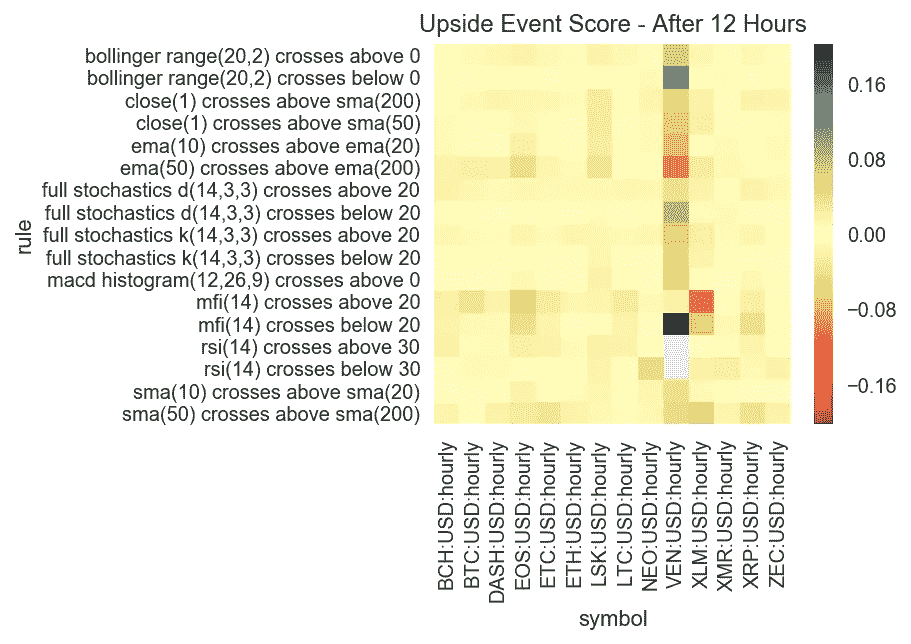 Upside Event Score - After 12 Hours
bollinger range(20,2) crosses above 0
bollinger range(20,2) crosses below 0
close(1) crosses above sma(200)
close(1) crosses above sma(50)
ema(10) crosses above ema(20)
ema(50) crosses above ema(200)
full stochastics d(14,3,3) crosses above 20
full stochastics d(14,3,3) crosses below 20
full stochastics k(14,3,3) crosses above 20
full stochastics k(14,3,3) crosses below 20
macd histogram(12,26,9) crosses above 0
mfi(14) crosses above 20
mfi(14) crosses below 20
rsi(14) crosses above 30
rsi(14) crosses below 30
sma(10) crosses above sma(20)
sma(50) crosses above sma(200)
rule
BCH:USD:hourly
BTC:USD:hourly
DASH:USD:hourly
EOS:USD:hourly
ETC:USD:hourly
ETH:USD:hourly
LSK:USD:hourly
LTC:USD:hourly
NEO:USD:hourly
VEN:USD:hourly
XLM:USD:hourly
XMR:USD:hourly
XRP:USD:hourly
ZEC:USD:hourly
symbol
0.16
0.08
0.00
−0.08
−0.16